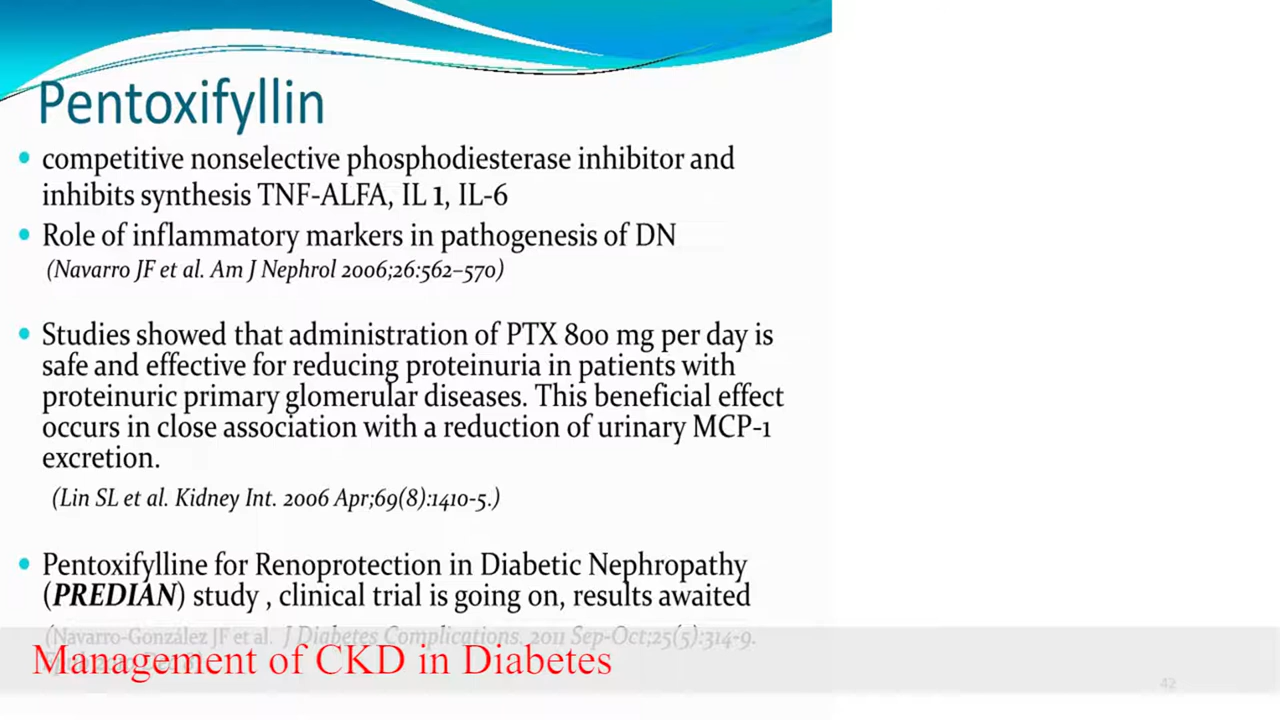 Pentoxifyllin
• competitive nonselective phosphodiesterase inhibitor and
inhibits synthesis TNF-ALFA, IL 1, IL-6
• Role of inflammatory markers in pathogenesis of DN
(Navarro JF et al. Am J Nephrol 2006;26:562–570)
• Studies showed that administration of PTX 800 mg per day is
safe and effective for reducing proteinuria in patients with
proteinuric primary glomerular diseases. This beneficial effect
occurs in close association with a reduction of urinary MCP-1
excretion.
(Lin SL et al. Kidney Int. 2006 Apr;69(8):1410-5.)
• Pentoxifylline for Renoprotection in Diabetic Nephropathy
(PREDIAN) study , clinical trial is going on, results awaited
(Navarro-González JF et al. J Diabetes Complications. 2011 Sep-Oct;25(5):314-9.
Management of CKD in Diabetes
42